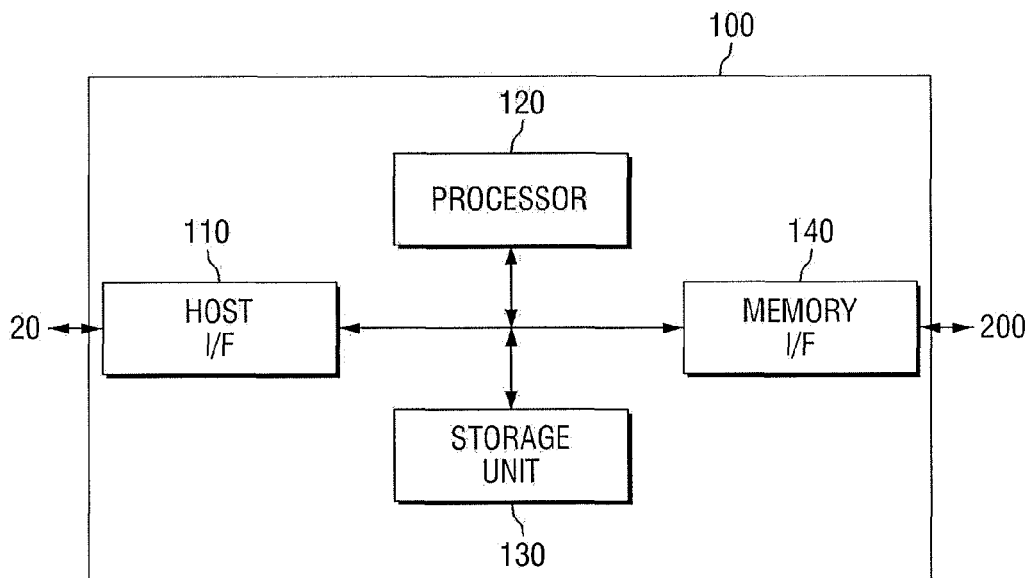 100
120
PROCESSOR
110
140
HOST
I/F
MEMORY
I/F
20
200
STORAGE
UNIT
130